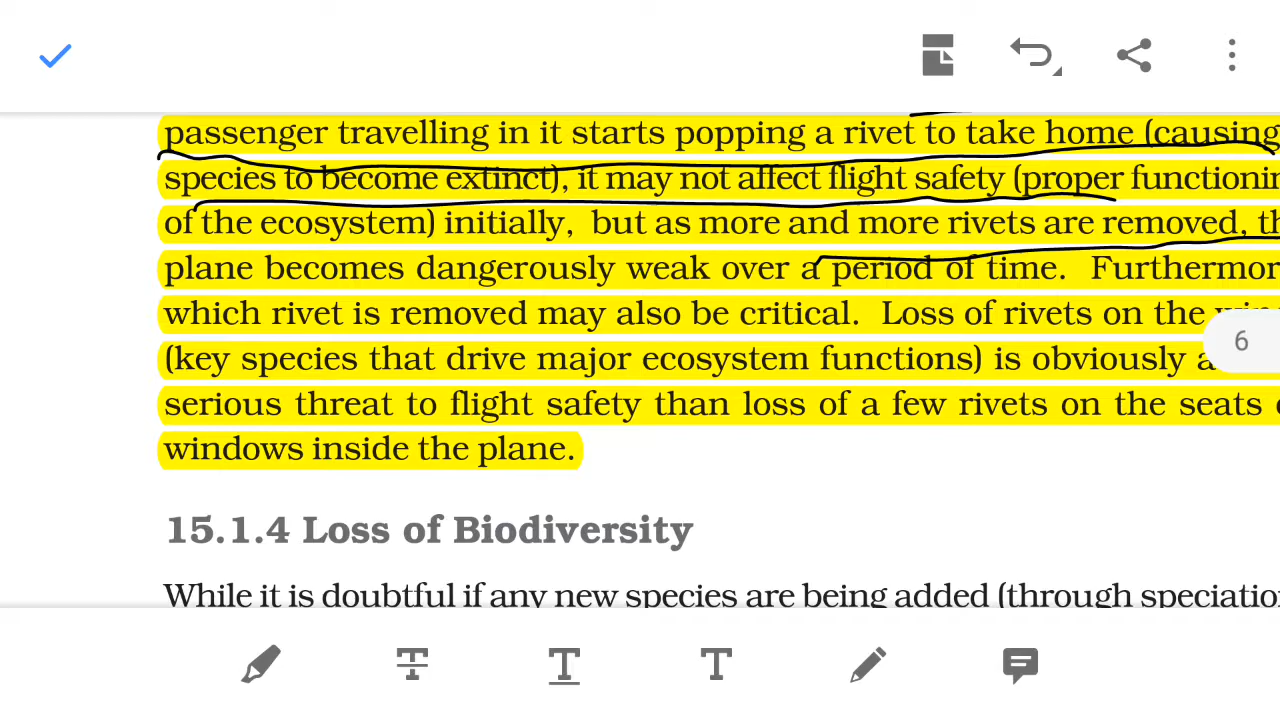 passenger travelling in it starts popping a rivet to take home (causing
species to become extinct), it may not affect flight safety (proper
of the ecosystem) initially, but as more and more rivets are removed,
plane becomes dangerously weak over a period of time.
which rivet is removed may also be critical. Loss of rivets on the
6
(key species that drive major ecosystem functions) is obviously
serious threat to flight safety than loss of a few rivets on the seats
windows inside the plane.
15.1.4 Loss of Biodiversity
While it is doubtful if any new species are being added (through